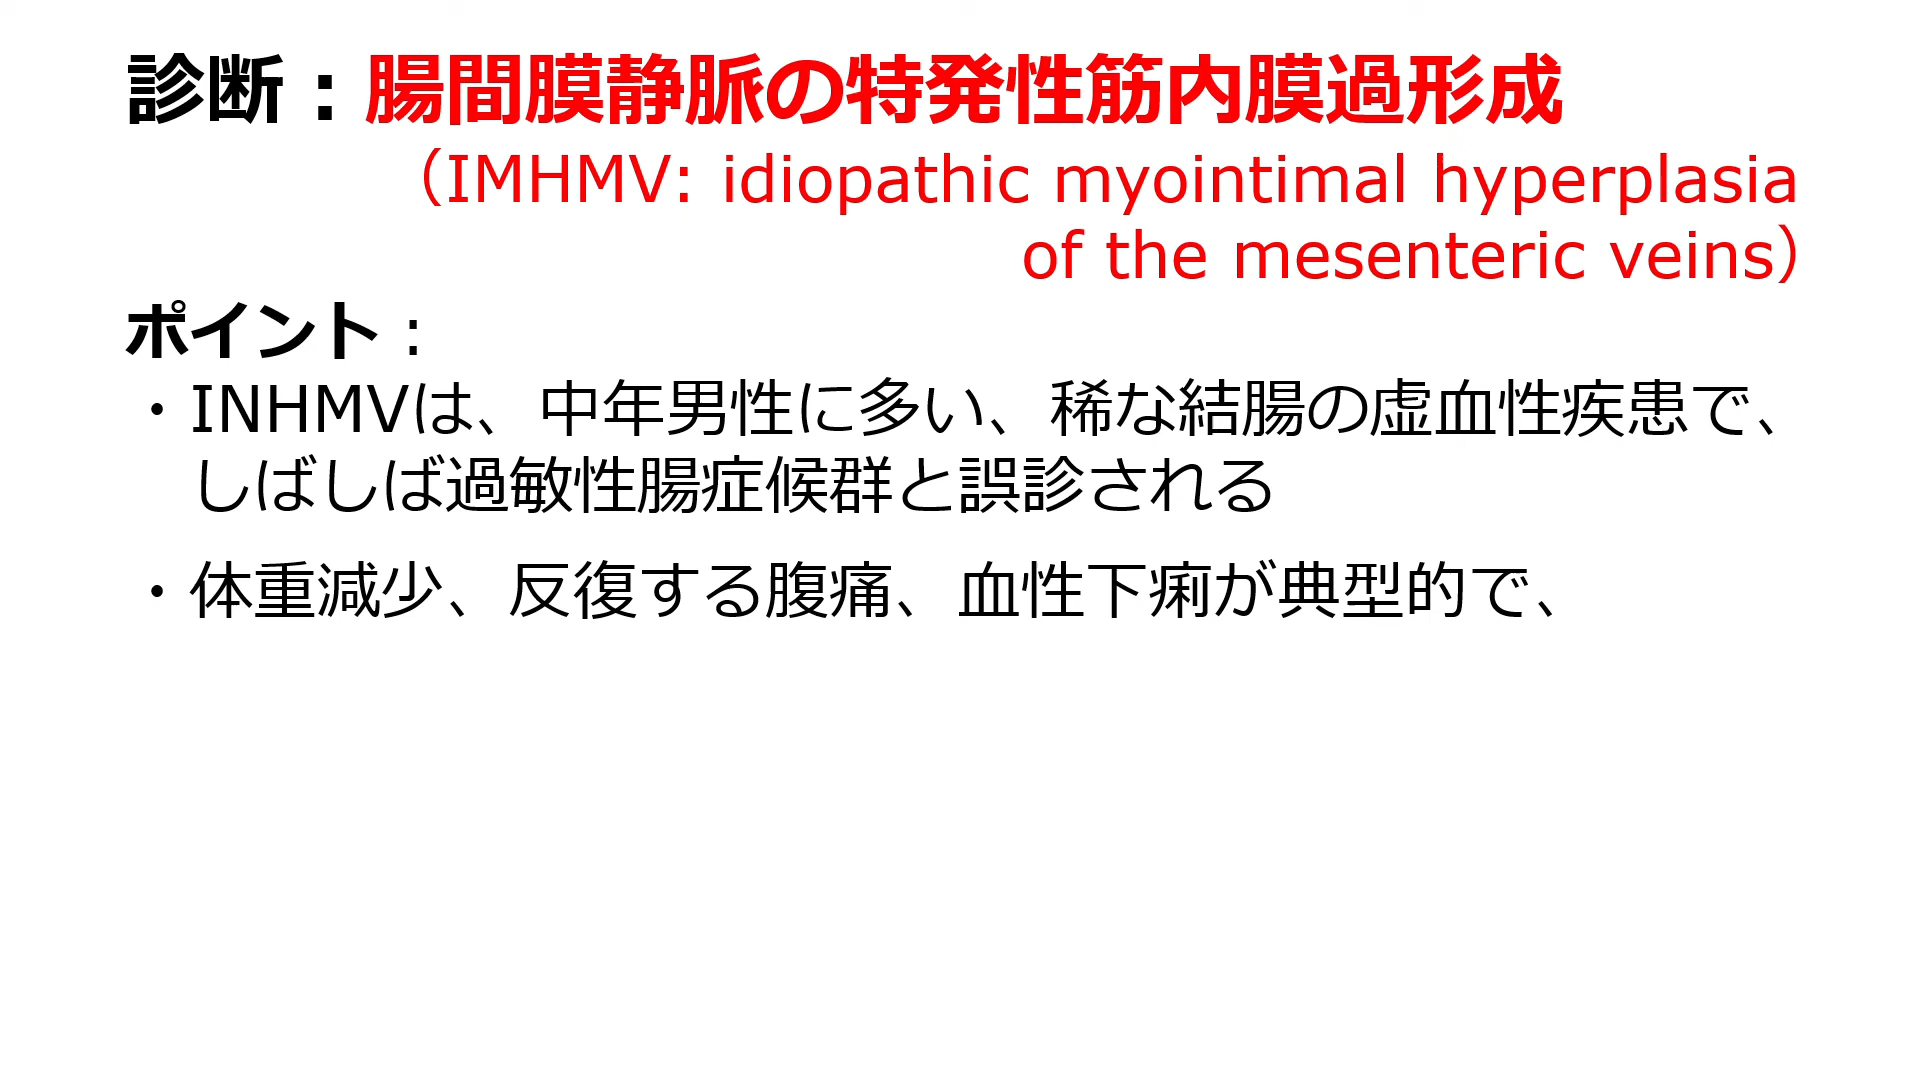 診断：腸間膜静脈の特発性筋内膜過形成
（IMHMV: idiopathic myointimal hyperplasia
of the mesenteric veins）
ポイント：
・INHMVは、中年男性に多い、稀な結腸の虚血性疾患で、
しばしば過敏性腸症候群と誤診される
・体重減少、反復する腹痛、血性下痢が典型的で、